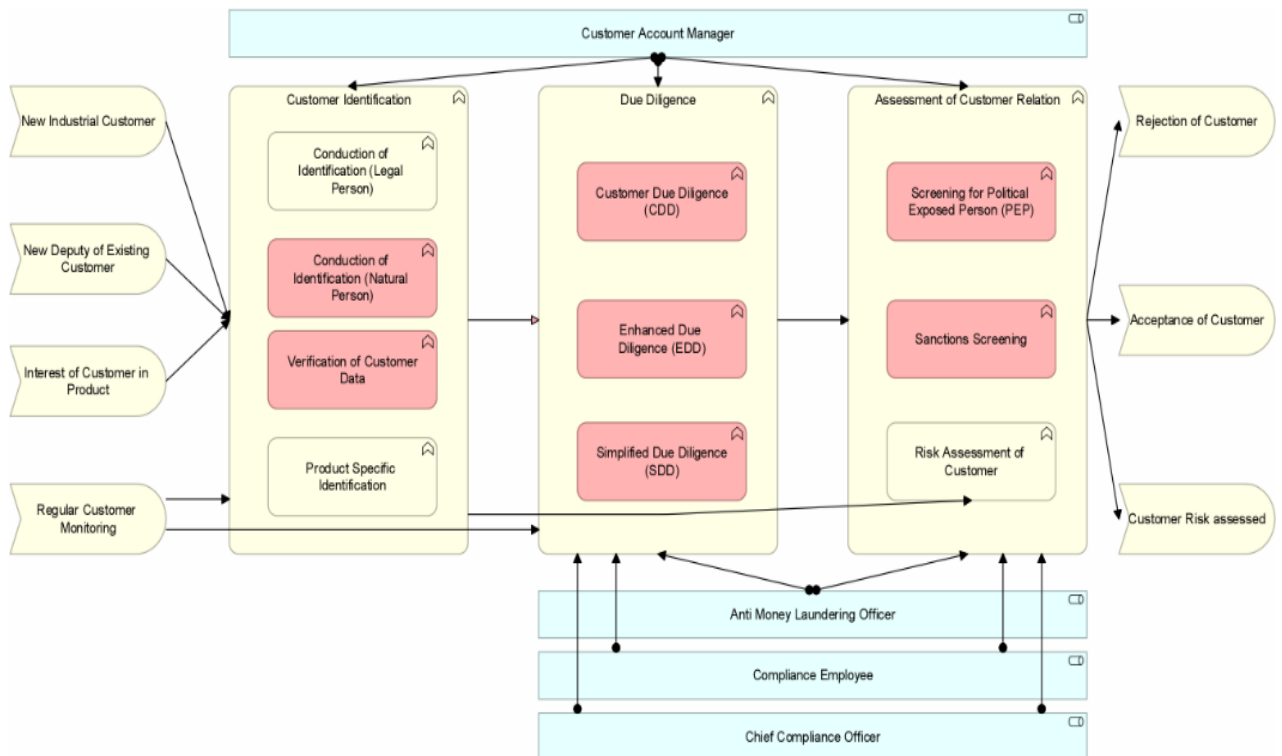 Customer Account Manager
New Industrial Customer
New Deputy of Existing
Customer
Interest of Customer in
Product
Regular Customer
Monitoring
Customer Identification
Conduction of
Identification (Legal
Person)
Conduction of
Identification (Natural
Person)
Verification of Customer
Data
Product Specific
Identification
Due Diligence
Customer Due Diligence
(CDD)
Enhanced Due
Diligence (EDD)
Simplified Due Diligence
(SDD)
Assessment of Customer Relation
Screening for Political
Exposed Person (PEP)
Sanctions Screening
Risk Assessment of
Customer
Rejection of Customer
Acceptance of Customer
Customer Risk assessed
Anti Money Laundering Officer
Compliance Employee
Chief Compliance Officer